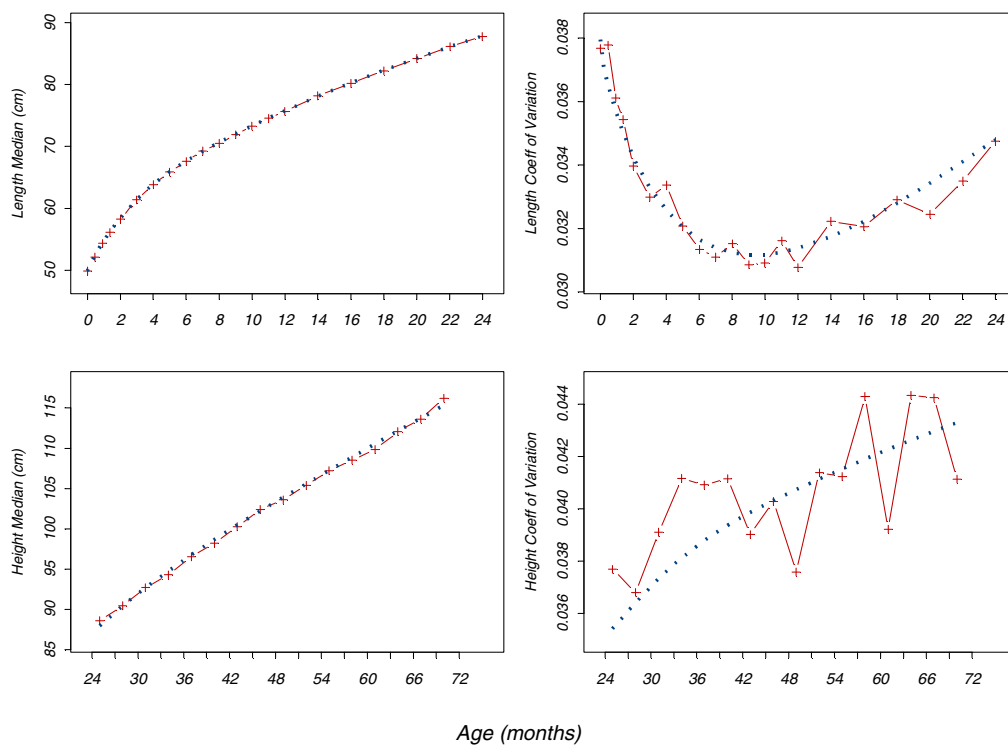 Length Median (cm)
90
80
70
60
50
0 2 4 6 8 10 12 14 16 18 20 22 24
Length Coeff of Variation
0.038
0.036
0.034
0.032
0.030
0 2 4 6 8 10 12 14 16 18 20 22 24
Height Median (cm)
115
110
105
100
95
90
85
24 30 36 42 48 54 60 66 72
Height Coeff of Variation
0.044
0.042
0.040
0.038
0.036
24 30 36 42 48 54 60 66 72
Age (months)